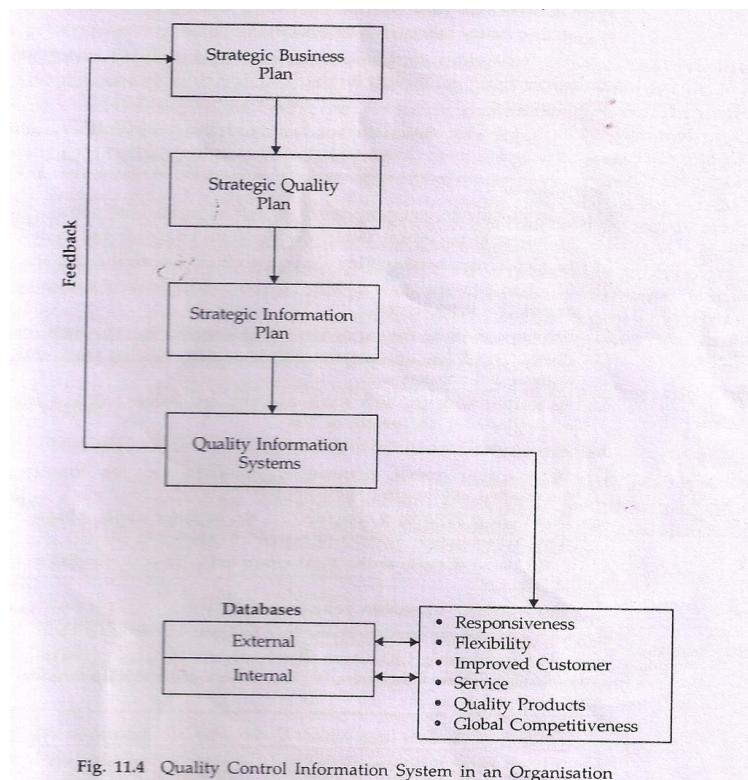 Strategic Business
Plan
Strategic Quality
Plan
Feedback
Strategic Information
Plan
Quality Information
Systems
Databases
External
Internal
• Responsiveness
• Flexibility
• Improved Customer
• Service
• Quality Products
• Global Competitiveness
Fig. 11.4 Quality Control Information System in an Organisation